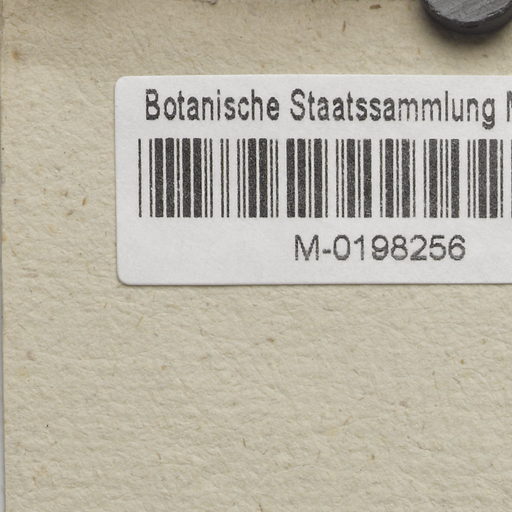 Botanische Staatssammlung
M-0198256